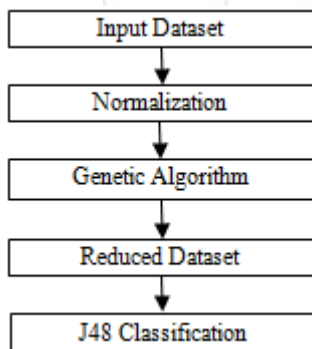 Input Dataset
Normalization
Genetic Algorithm
Reduced Dataset
J48 Classification